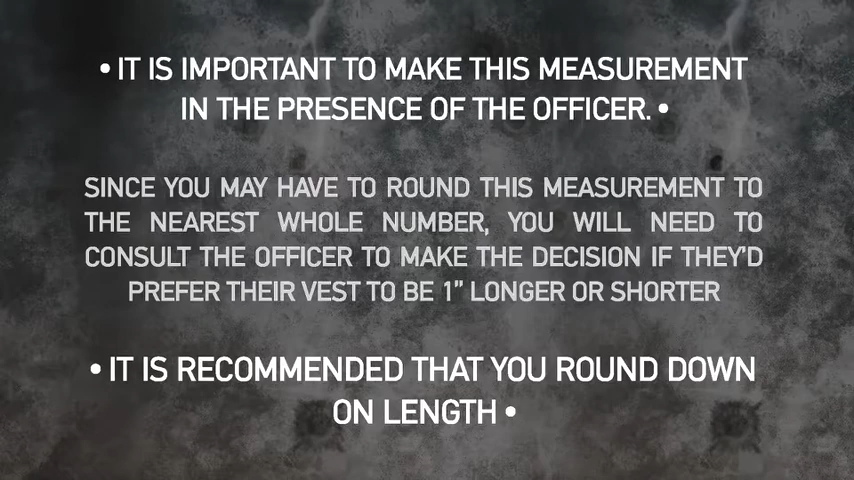 • IT IS IMPORTANT TO MAKE THIS MEASUREMENT
IN THE PRESENCE OF THE OFFICER. •
SINCE YOU MAY HAVE TO ROUND THIS MEASUREMENT TO
THE NEAREST WHOLE NUMBER, YOU WILL NEED TO
CONSULT THE OFFICER TO MAKE THE DECISION IF THEY'D
PREFER THEIR VEST TO BE 1” LONGER OR SHORTER
• IT IS RECOMMENDED THAT YOU ROUND DOWN
ON LENGTH •